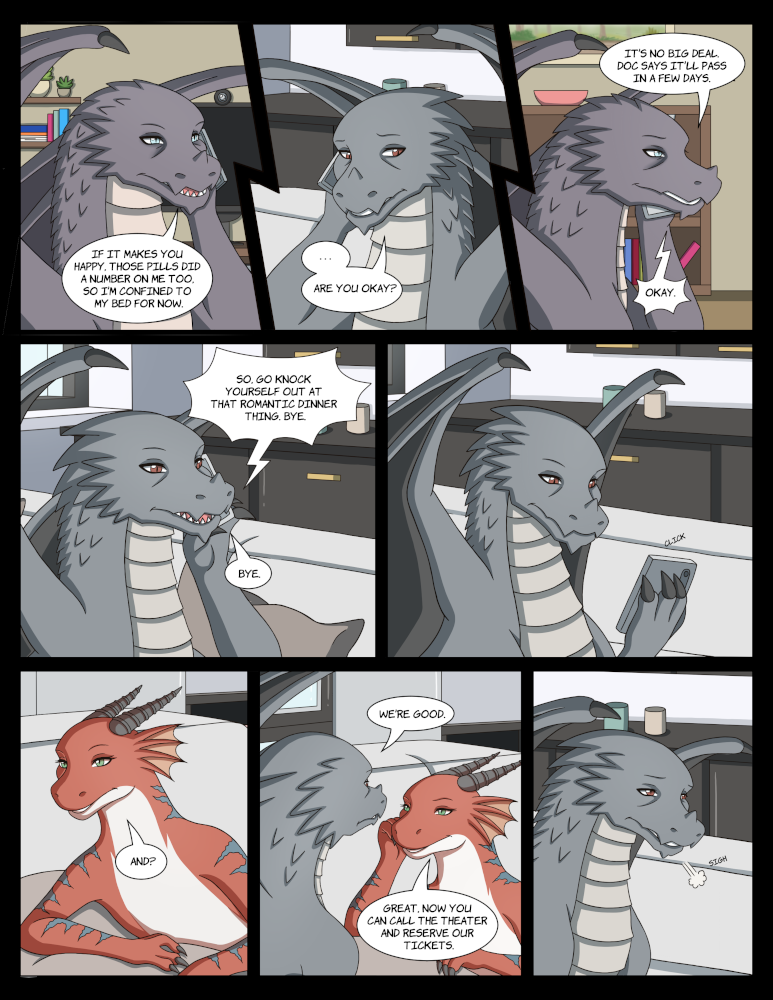 IF IT MAKES YOU
HAPPY, THOSE PILLS DID
A NUMBER ON ME TOO,
SO I'M CONFINED TO
MY BED FOR NOW.
...
ARE YOU OKAY?
IT'S NO BIG DEAL.
DOC SAYS IT'LL PASS
IN A FEW DAYS.
OKAY.
SO, GO KNOCK
YOURSELF OUT AT
THAT ROMANTIC DINNER
THING. BYE.
BYE.
CLICK
AND?
WE'RE GOOD.
GREAT, NOW YOU
CAN CALL THE THEATER
AND RESERVE OUR
TICKETS.
SIGH